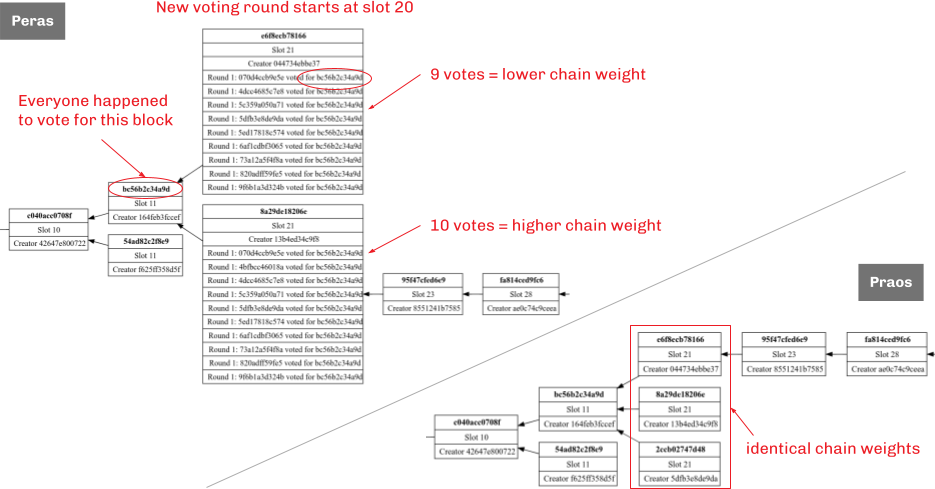 Peras
New voting round starts at slot 20
e6f8ecb78166
Slot 21
Creator 044734ebbe37
Round 1: 070d4ccb9e5e voted for bc56b2c34a9d
Round 1: 4dcc4685c7e8 voted for bc56b2c34a9d
Round 1: 5c359a050a71 voted for bc56b2c34a9d
Round 1: 5dfb3e8de9da voted for bc56b2c34a9d
Round 1: 5ed17818c574 voted for bc56b2c34a9d
Round 1: 6af1cdbf3065 voted for bc56b2c34a9d
Round 1: 73a12a5f4f8a voted for bc56b2c34a9d
Round 1: 820adff59fe5 voted for bc56b2c34a9d
Round 1: 9f6b1a3d324b voted for bc56b2c34a9d
9 votes = lower chain weight
Everyone happened
to vote for this block
bc56b2c34a9d
Slot 11
Creator 164feb3fccef
c040acc0708f
Slot 10
Creator 42647e800722
54ad82c2f8e9
Slot 11
Creator f625ff358d5f
8a29de18206e
Slot 21
Creator 13b4ed34c9f8
Round 1: 070d4ccb9e5e voted for bc56b2c34a9d
Round 1: 4bfbcc46018a voted for bc56b2c34a9d
Round 1: 4dcc4685c7e8 voted for bc56b2c34a9d
Round 1: 5c359a050a71 voted for bc56b2c34a9d
Round 1: 5dfb3e8de9da voted for bc56b2c34a9d
Round 1: 5ed17818c574 voted for bc56b2c34a9d
Round 1: 6af1cdbf3065 voted for bc56b2c34a9d
Round 1: 73a12a5f4f8a voted for bc56b2c34a9d
Round 1: 820adff59fe5 voted for bc56b2c34a9d
Round 1: 9f6b1a3d324b voted for bc56b2c34a9d
10 votes = higher chain weight
95f47cfed6e9
Slot 23
Creator 8551241b7585
fa814ced9fc6
Slot 28
Creator ae0c74c9ceea
Praos
e6f8ecb78166
Slot 21
Creator 044734ebbe37
95f47cfed6e9
Slot 23
Creator 8551241b7585
fa814ced9fc6
Slot 28
Creator ae0c74c9ceea
bc56b2c34a9d
Slot 11
Creator 164feb3fccef
8a29de18206e
Slot 21
Creator 13b4ed34c9f8
c040acc0708f
Slot 10
Creator 42647e800722
54ad82c2f8e9
Slot 11
Creator f625ff358d5f
2ccb02747d48
Slot 21
Creator 5dfb3e8de9da
identical chain weights